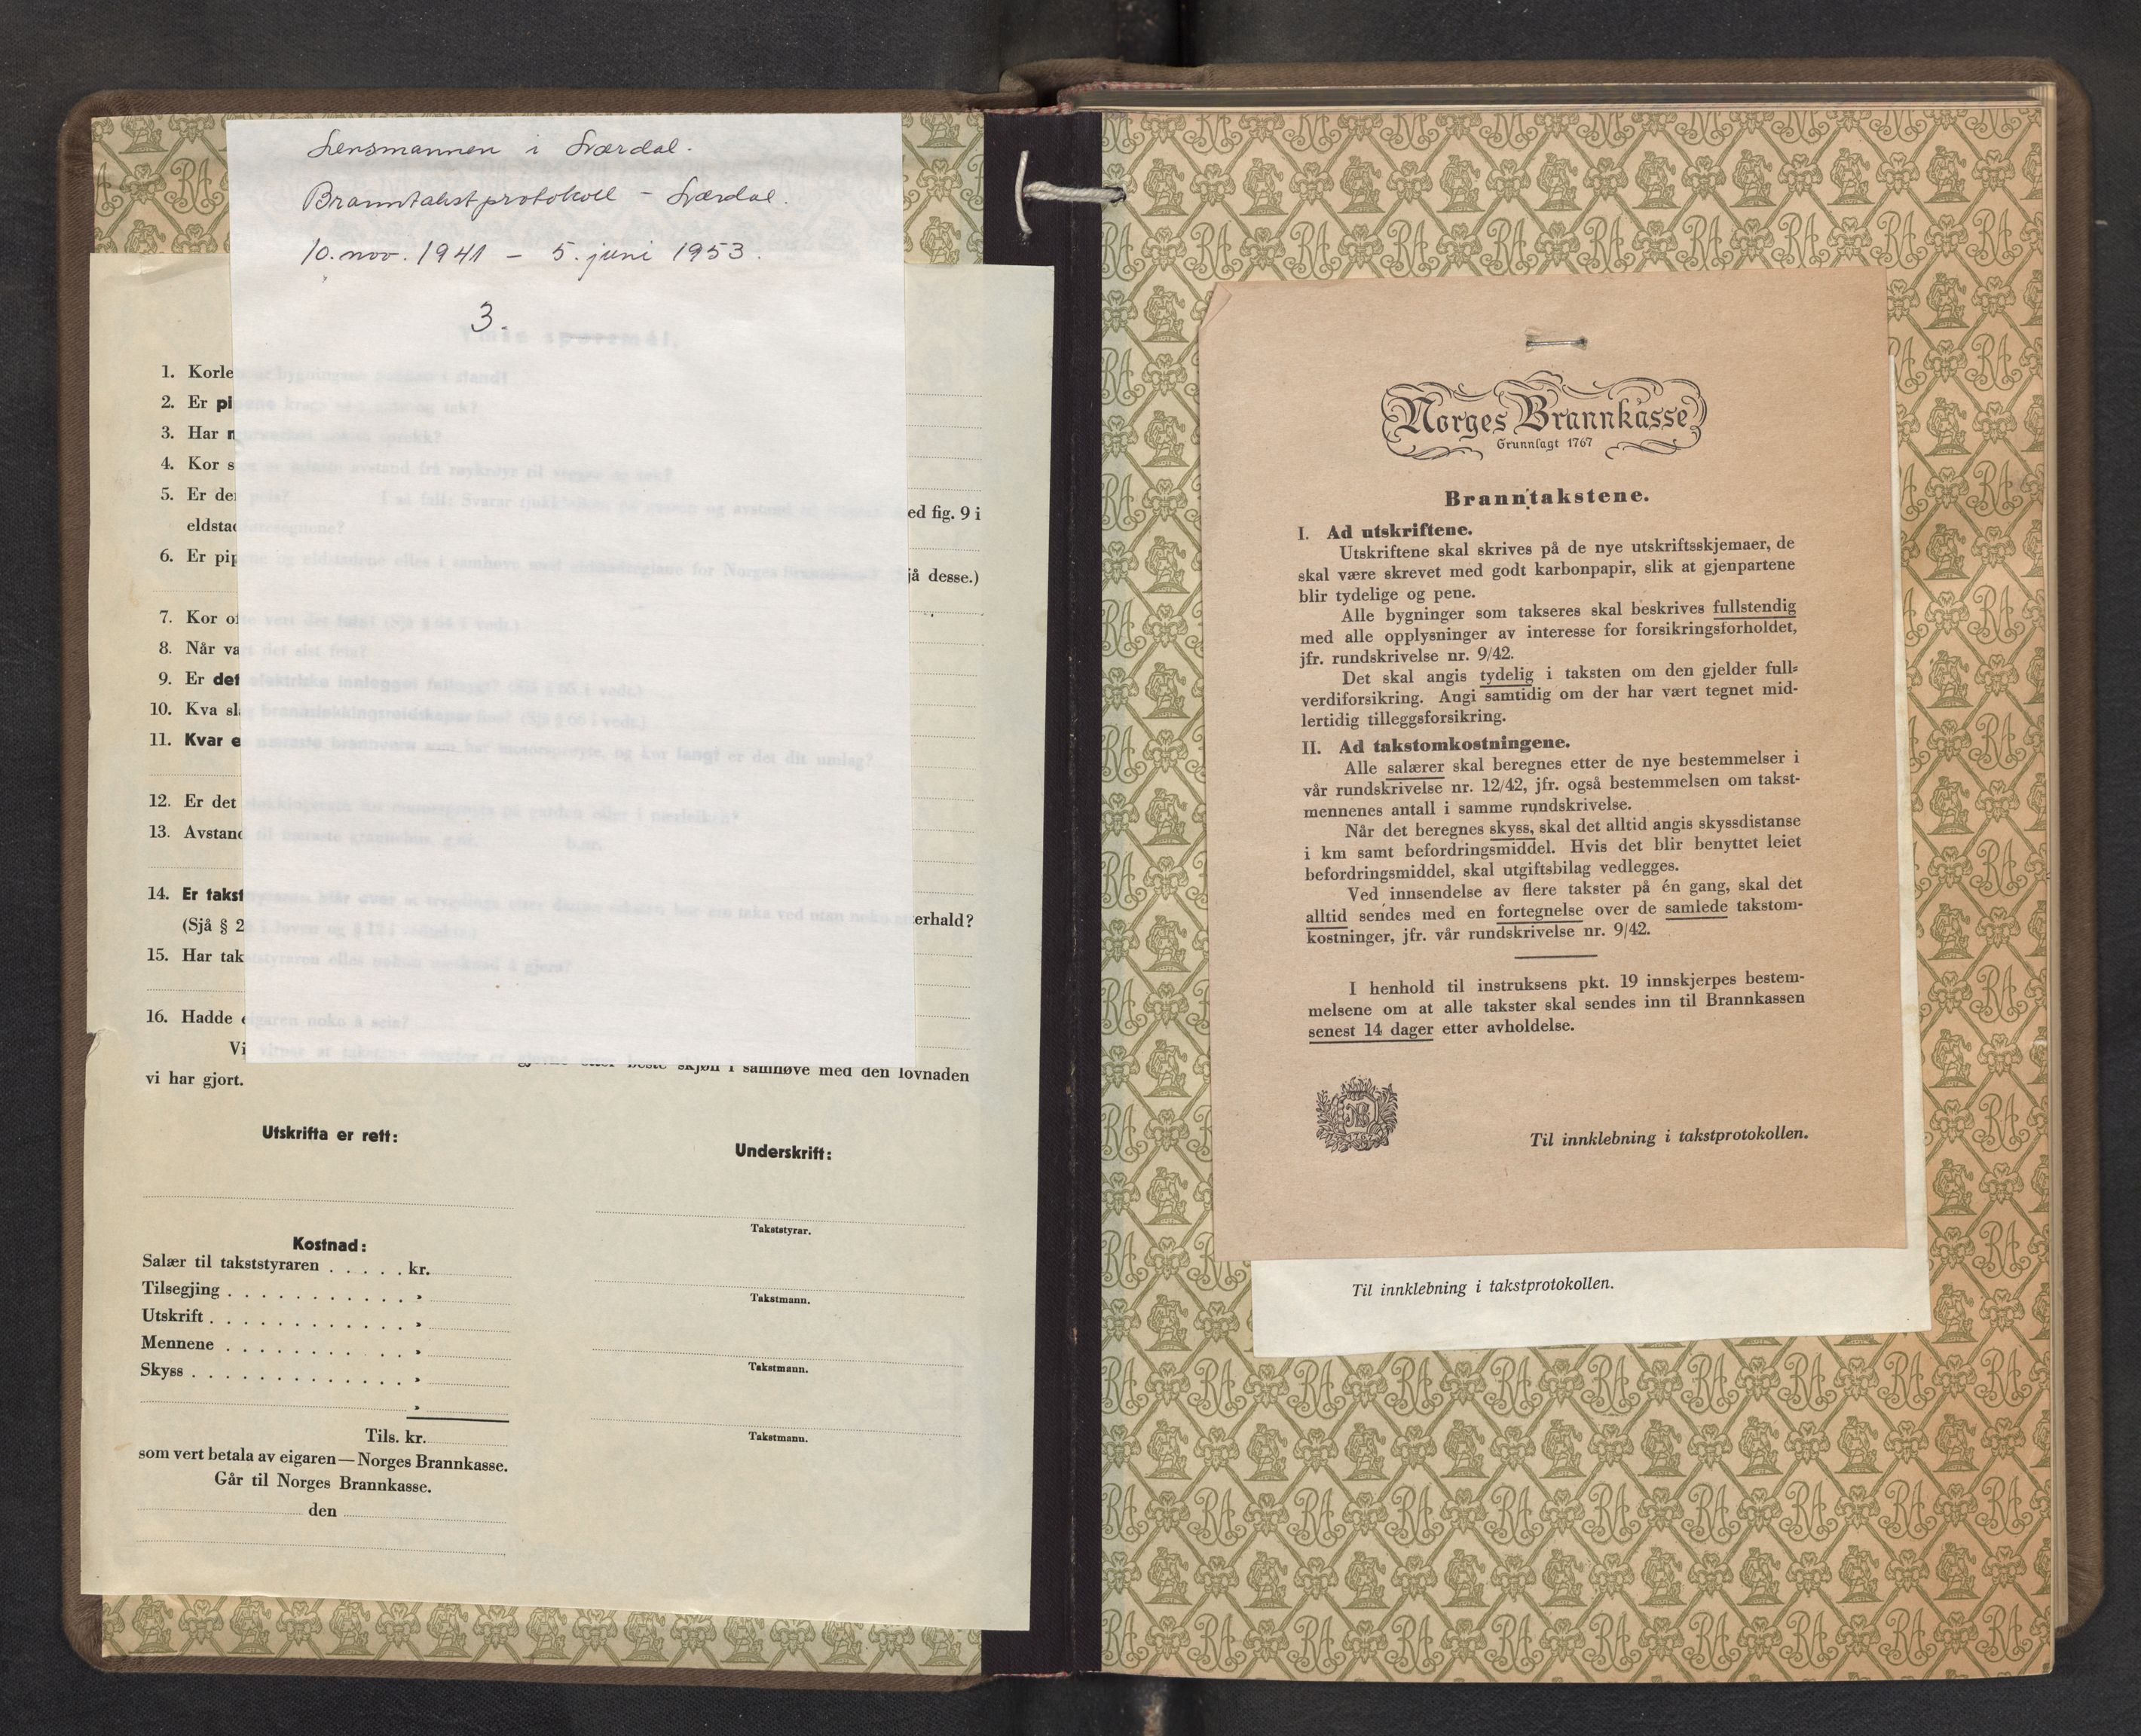 Lensmannen i Lærdal.
Branntakstprotokoll - Lærdal.
10. nov. 1941 - 5. juni 1953.
3.
1. Korle
2. Er pi
3. Har n
4. Kor s
5. Er de
ed fig. 9 i
eldstad
6. Er pip
jå desse.)
7. Kor of
8. Når va
9. Er det
10. Kva sl
11. Kvar e
12. Er det
13. Avstand
14. Er takst
erhald?
(Sjå § 2
15. Har tak
16. Hadde
Vi
beste skjøn i samhøve med den lovnaden
vi har gjort.
Utskrifta er rett:
Underskrift:
Takststyrar.
Takstmann.
Takstmann.
Takstmann.
Kostnad:
Salær til takststyraren . . . . . kr.
Tilsegjing . . . . . . . . . . . »
Utskrift . . . . . . . . . . . . »
Mennene . . . . . . . . . . . »
Skyss . . . . . . . . . . . . . »
»
Tils. kr.
som vert betala av eigaren—Norges Brannkasse.
Går til Norges Brannkasse.
den
Norges Brannkasse
Grunnlagt 1767
Branntakstene.
I. Ad utskriftene.
Utskriftene skal skrives på de nye utskriftsskjemaer, de
skal være skrevet med godt karbonpapir, slik at gjenpartene
blir tydelige og pene.
Alle bygninger som takseres skal beskrives fullstendig
med alle opplysninger av interesse for forsikringsforholdet,
jfr. rundskrivelse nr. 9/42.
Det skal angis tydelig i taksten om den gjelder full-
verdiforsikring. Angi samtidig om der har vært tegnet mid-
lertidig tilleggsforsikring.
II. Ad takstomkostningene.
Alle salærer skal beregnes etter de nye bestemmelser i
vår rundskrivelse nr. 12/42, jfr. også bestemmelsen om takst-
mennenes antall i samme rundskrivelse.
Når det beregnes skyss, skal det alltid angis skyssdistanse
i km samt befordringsmiddel. Hvis det blir benyttet leiet
befordringsmiddel, skal utgiftsbilag vedlegges.
Ved innsendelse av flere takster på én gang, skal det
alltid sendes med en fortegnelse over de samlede takstom-
kostninger, jfr. vår rundskrivelse nr. 9/42.
I henhold til instruksens pkt. 19 innskjerpes bestem-
melsene om at alle takster skal sendes inn til Brannkassen
senest 14 dager etter avholdelse.
Til innklebning i takstprotokollen.
Til innklebning i takstprotokollen.